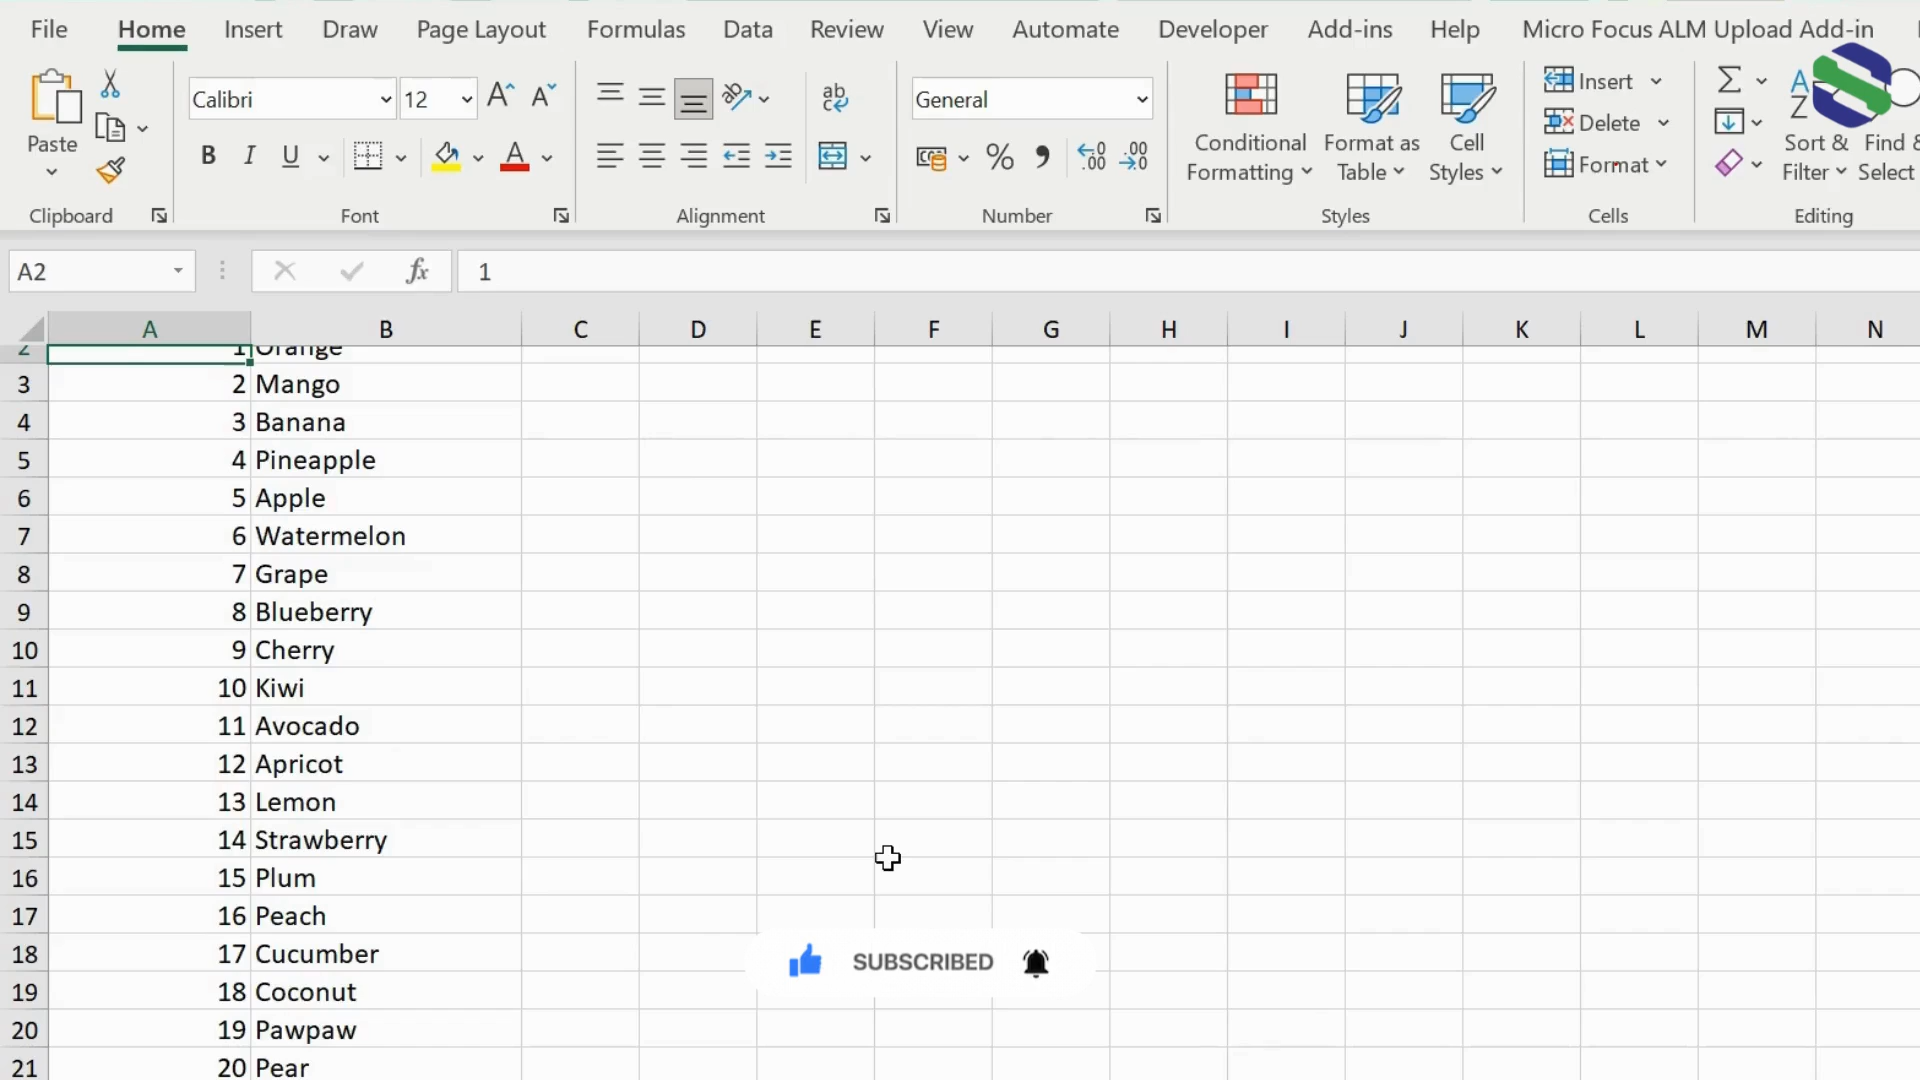 File Home Insert Draw Page Layout Formulas Data Review View Developer Add-ins Help Micro Focus ALM Upload Add-in
Paste
Clipboard
Calibri 12
B I U A
Font
ab
Alignment
General
% 9 .00 .00
Number
Conditional Formatting
Format as Table
Cell Styles
Styles
Insert
Delete
Format
Cells
Sort & Filter
Find & Select
Editing
A2 fx 1
A B C D E F G H I J K L M N
2 1 Orange
3 2 Mango
4 3 Banana
5 4 Pineapple
6 5 Apple
7 6 Watermelon
8 7 Grape
9 8 Blueberry
10 9 Cherry
11 10 Kiwi
12 11 Avocado
13 12 Apricot
14 13 Lemon
15 14 Strawberry
16 15 Plum
17 16 Peach
18 17 Cucumber
19 18 Coconut
20 19 Pawpaw
21 20 Pear
SUBSCRIBED